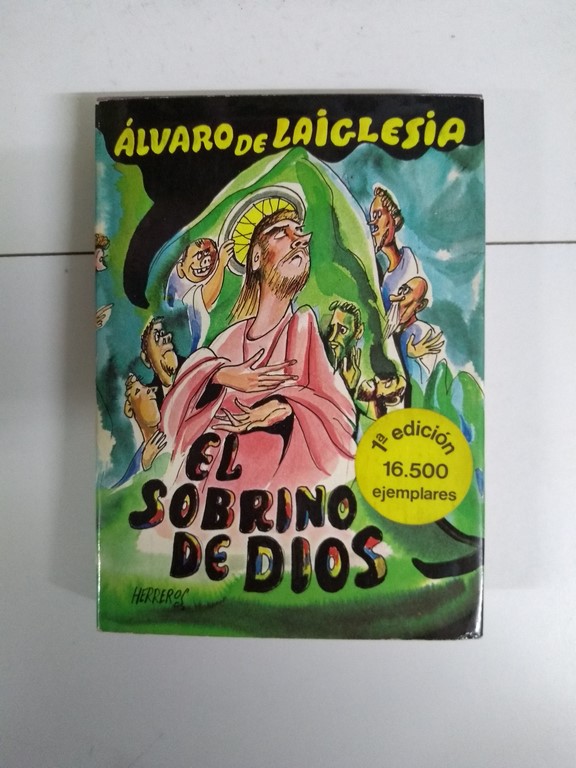 ÁLVARO DE LAIGLESIA
EL
SOBRINO
DE DIOS
1ª edición
16.500
ejemplares
HERREROS